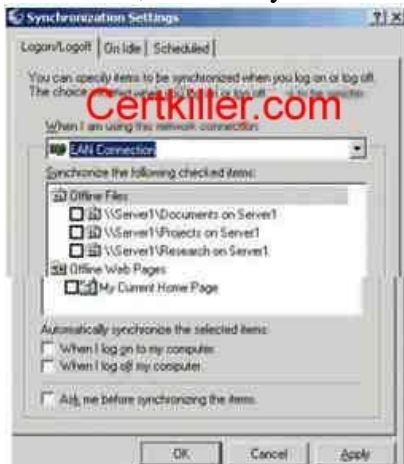 Synchronization Settings
Logon/Logoff On Idle Scheduled
You can specify items to be synchronized when you log on or log off.
The choice
Certkiller.com
When I am using this network connection:
LAN Connection
Synchronize the following checked items:
Offline Files
\\Server1\Documents on Server1
\\Server1\Projects on Server1
\\Server1\Research on Server1
Offline Web Pages
My Current Home Page
Automatically synchronize the selected items:
When I log on to my computer
When I log off my computer
Ask me before synchronizing the items
OK Cancel Apply